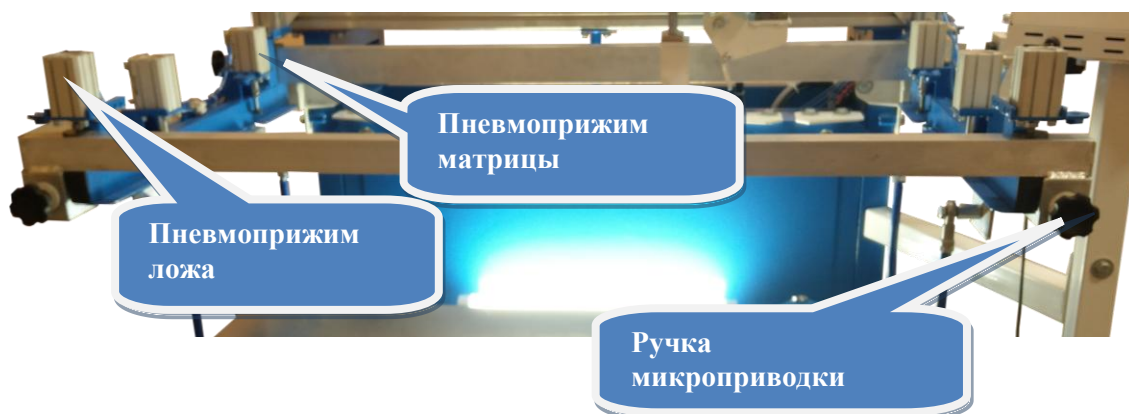 Пневмоприжим
матрицы
Пневмоприжим
ложа
Ручка
микроприводки